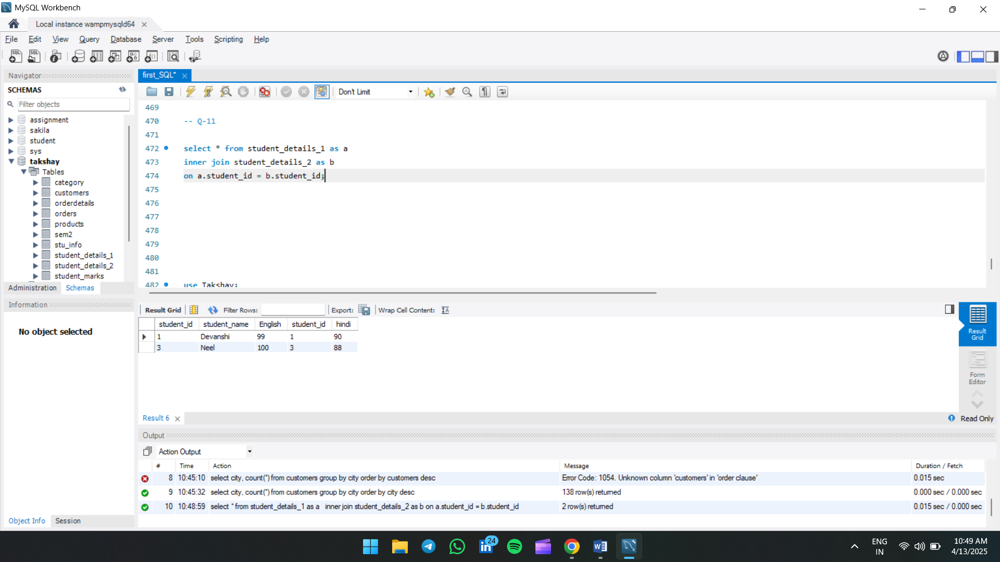 MySQL Workbench
Local instance wampmysqld64
File Edit View Query Database Server Tools Scripting Help
Navigator
first_SQL*
SCHEMAS
Don't Limit
Filter objects
assignment
sakila
student
sys
takshay
Tables
category
customers
orderdetails
orders
products
sem2
stu_info
student_details_1
student_details_2
student_marks
Administration Schemas
Information
No object selected
Object Info Session
469
470 -- Q-11
471
472 select * from student_details_1 as a
473 inner join student_details_2 as b
474 on a.student_id = b.student_id;
475
476
477
478
479
480
481
482 use Takshay;
Result Grid Filter Rows: Export: Wrap Cell Content:
student_id student_name English student_id hindi
1 Devanshi 99 1 90
3 Neel 100 3 88
Result Grid
Form Editor
Result 6
Read Only
Output
Action Output
# Time Action Message Duration / Fetch
8 10:45:10 select city, count(*) from customers group by city order by customers desc Error Code: 1054. Unknown column 'customers' in 'order clause' 0.015 sec
9 10:45:32 select city, count(*) from customers group by city order by city desc 138 row(s) returned 0.000 sec / 0.000 sec
10 10:48:59 select * from student_details_1 as a inner join student_details_2 as b on a.student_id = b.student_id 2 row(s) returned 0.015 sec / 0.000 sec
24
ENG
IN
10:49 AM
4/13/2025